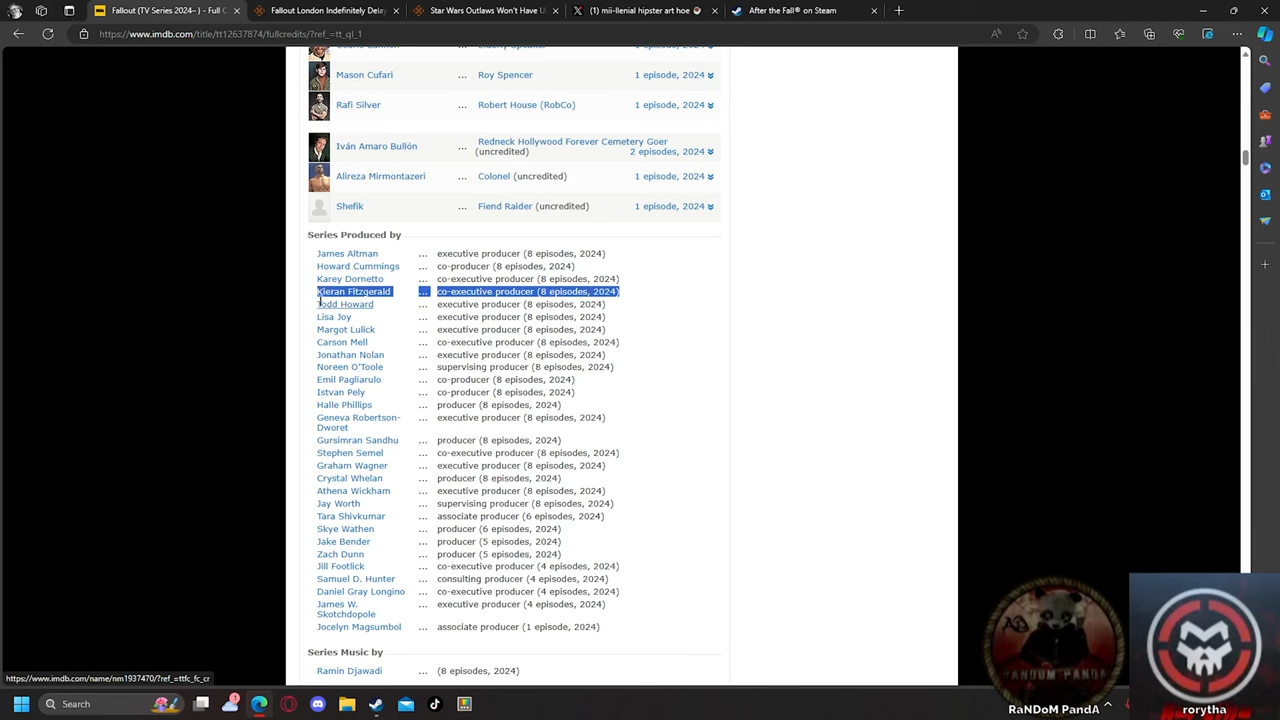 Fallout (TV Series 2024– ) - Full C
Fallout London Indefinitely Delay
Star Wars Outlaws Won't Have U
(1) mii-lenial hipster art hoe
After the Fall® on Steam
https://www.imdb.com/title/tt12637874/fullcredits/?ref_=tt_ql_1
Mason Cufari ... Roy Spencer 1 episode, 2024
Rafi Silver ... Robert House (RobCo) 1 episode, 2024
Iván Amaro Bullón ... Redneck Hollywood Forever Cemetery Goer
(uncredited) 2 episodes, 2024
Alireza Mirmontazeri ... Colonel (uncredited) 1 episode, 2024
Shefik ... Fiend Raider (uncredited) 1 episode, 2024
Series Produced by
James Altman ... executive producer (8 episodes, 2024)
Howard Cummings ... co-producer (8 episodes, 2024)
Karey Dornetto ... co-executive producer (8 episodes, 2024)
Kieran Fitzgerald ... co-executive producer (8 episodes, 2024)
Todd Howard ... executive producer (8 episodes, 2024)
Lisa Joy ... executive producer (8 episodes, 2024)
Margot Lulick ... executive producer (8 episodes, 2024)
Carson Mell ... co-executive producer (8 episodes, 2024)
Jonathan Nolan ... executive producer (8 episodes, 2024)
Noreen O'Toole ... supervising producer (8 episodes, 2024)
Emil Pagliarulo ... co-producer (8 episodes, 2024)
Istvan Pely ... co-producer (8 episodes, 2024)
Halle Phillips ... producer (8 episodes, 2024)
Geneva Robertson- ... executive producer (8 episodes, 2024)
Dworet
Gursimran Sandhu ... producer (8 episodes, 2024)
Stephen Semel ... co-executive producer (8 episodes, 2024)
Graham Wagner ... executive producer (8 episodes, 2024)
Crystal Whelan ... producer (8 episodes, 2024)
Athena Wickham ... executive producer (8 episodes, 2024)
Jay Worth ... supervising producer (8 episodes, 2024)
Tara Shivkumar ... associate producer (6 episodes, 2024)
Skye Wathen ... producer (6 episodes, 2024)
Jake Bender ... producer (5 episodes, 2024)
Zach Dunn ... producer (5 episodes, 2024)
Jill Footlick ... co-executive producer (4 episodes, 2024)
Samuel D. Hunter ... consulting producer (4 episodes, 2024)
Daniel Gray Longino ... co-executive producer (4 episodes, 2024)
James W. ... executive producer (4 episodes, 2024)
Skotchdopole
Jocelyn Magsumbol ... associate producer (1 episode, 2024)
Series Music by
Ramin Djawadi ... (8 episodes, 2024)
https://www.imdb.com/name/nm1937470/?ref_=ttfc_fc_cr
Search
RANDOM PANDA
RaNDoM PandA
rorytha